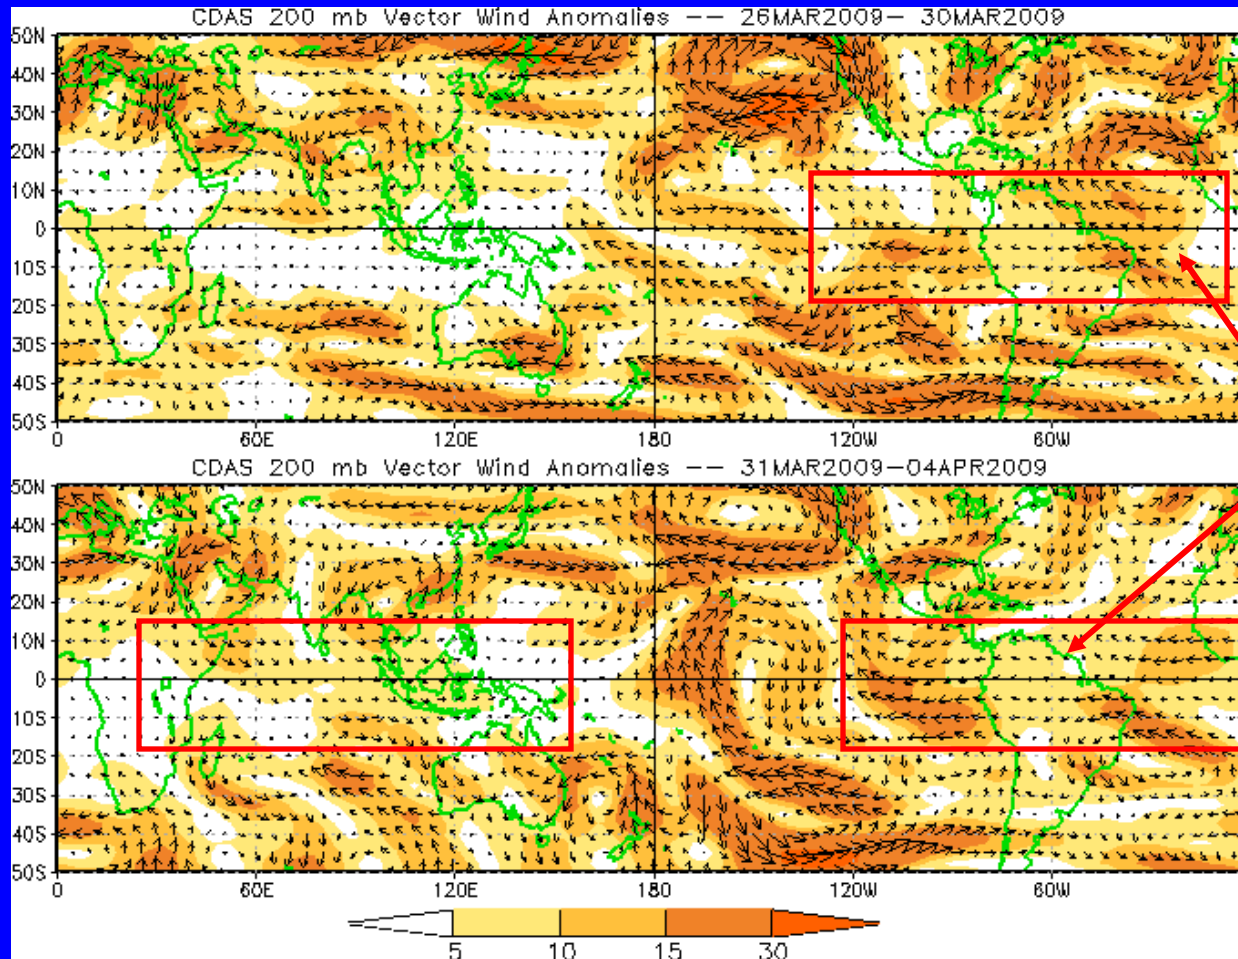 CDAS 200 mb Vector Wind Anomalies -- 26MAR2009- 30MAR2009
50N
40N
30N
20N
10N
0
10S
20S
30S
40S
50S
0 60E 120E 180 120W 60W
CDAS 200 mb Vector Wind Anomalies -- 31MAR2009-04APR2009
50N
40N
30N
20N
10N
0
10S
20S
30S
40S
50S
0 60E 120E 180 120W 60W
5 10 15 30